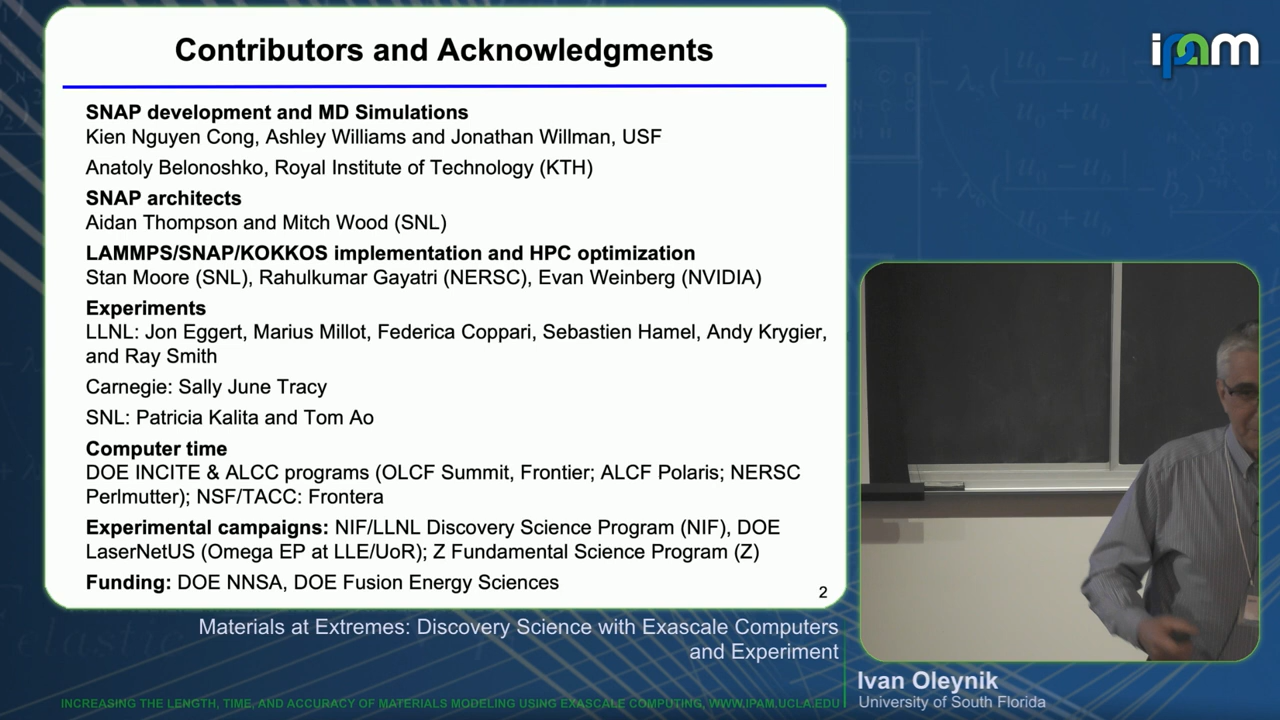 Contributors and Acknowledgments
SNAP development and MD Simulations
Kien Nguyen Cong, Ashley Williams and Jonathan Willman, USF
Anatoly Belonoshko, Royal Institute of Technology (KTH)
SNAP architects
Aidan Thompson and Mitch Wood (SNL)
LAMMPS/SNAP/KOKKOS implementation and HPC optimization
Stan Moore (SNL), Rahulkumar Gayatri (NERSC), Evan Weinberg (NVIDIA)
Experiments
LLNL: Jon Eggert, Marius Millot, Federica Coppari, Sebastien Hamel, Andy Krygier,
and Ray Smith
Carnegie: Sally June Tracy
SNL: Patricia Kalita and Tom Ao
Computer time
DOE INCITE & ALCC programs (OLCF Summit, Frontier; ALCF Polaris; NERSC
Perlmutter); NSF/TACC: Frontera
Experimental campaigns: NIF/LLNL Discovery Science Program (NIF), DOE
LaserNetUS (Omega EP at LLE/UoR); Z Fundamental Science Program (Z)
Funding: DOE NNSA, DOE Fusion Energy Sciences
2
ipam
Materials at Extremes: Discovery Science with Exascale Computers
and Experiment
Ivan Oleynik
University of South Florida
INCREASING THE LENGTH, TIME, AND ACCURACY OF MATERIALS MODELING USING EXASCALE COMPUTING, WWW.IPAM.UCLA.EDU